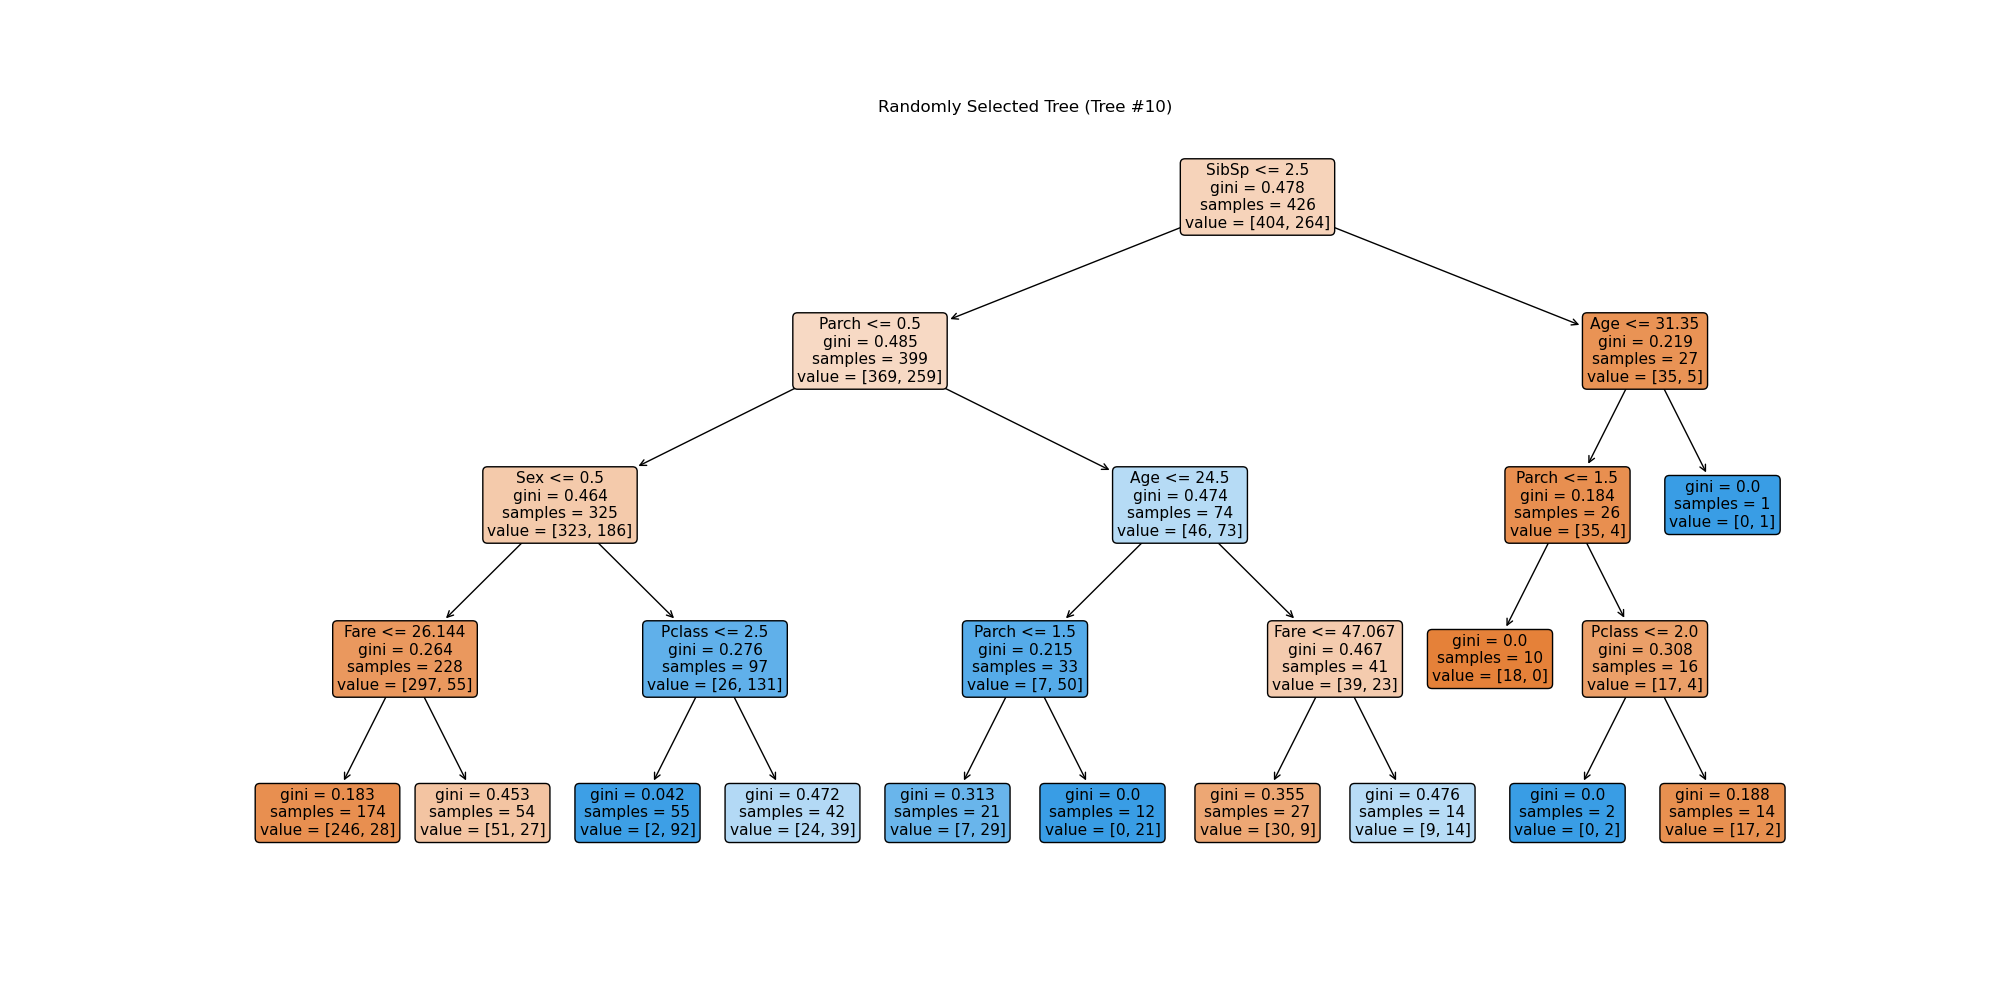 Randomly Selected Tree (Tree #10)
SibSp <= 2.5
gini = 0.478
samples = 426
value = [404, 264]
Parch <= 0.5
gini = 0.485
samples = 399
value = [369, 259]
Age <= 31.35
gini = 0.219
samples = 27
value = [35, 5]
Sex <= 0.5
gini = 0.464
samples = 325
value = [323, 186]
Age <= 24.5
gini = 0.474
samples = 74
value = [46, 73]
Parch <= 1.5
gini = 0.184
samples = 26
value = [35, 4]
gini = 0.0
samples = 1
value = [0, 1]
Fare <= 26.144
gini = 0.264
samples = 228
value = [297, 55]
Pclass <= 2.5
gini = 0.276
samples = 97
value = [26, 131]
Parch <= 1.5
gini = 0.215
samples = 33
value = [7, 50]
Fare <= 47.067
gini = 0.467
samples = 41
value = [39, 23]
gini = 0.0
samples = 10
value = [18, 0]
Pclass <= 2.0
gini = 0.308
samples = 16
value = [17, 4]
gini = 0.183
samples = 174
value = [246, 28]
gini = 0.453
samples = 54
value = [51, 27]
gini = 0.042
samples = 55
value = [2, 92]
gini = 0.472
samples = 42
value = [24, 39]
gini = 0.313
samples = 21
value = [7, 29]
gini = 0.0
samples = 12
value = [0, 21]
gini = 0.355
samples = 27
value = [30, 9]
gini = 0.476
samples = 14
value = [9, 14]
gini = 0.0
samples = 2
value = [0, 2]
gini = 0.188
samples = 14
value = [17, 2]